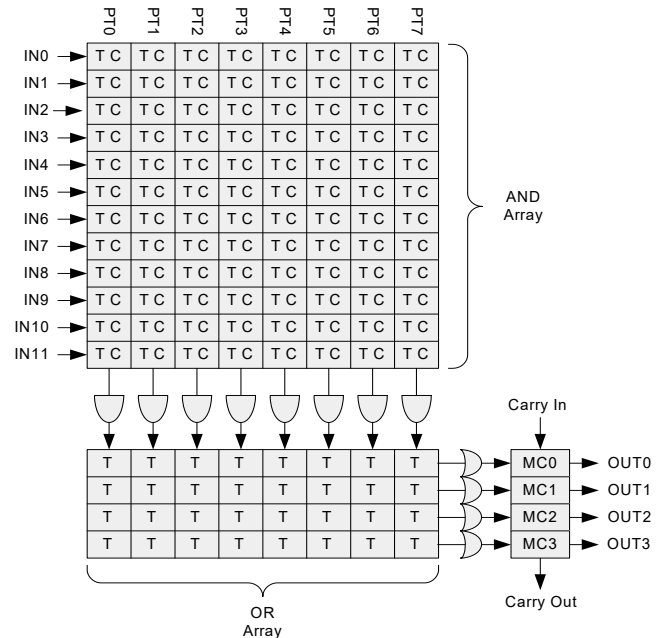 PT0 PT1 PT2 PT3 PT4 PT5 PT6 PT7
IN0 T C T C T C T C T C T C T C T C
IN1 T C T C T C T C T C T C T C T C
IN2 T C T C T C T C T C T C T C T C
IN3 T C T C T C T C T C T C T C T C
IN4 T C T C T C T C T C T C T C T C
IN5 T C T C T C T C T C T C T C T C
IN6 T C T C T C T C T C T C T C T C
IN7 T C T C T C T C T C T C T C T C
IN8 T C T C T C T C T C T C T C T C
IN9 T C T C T C T C T C T C T C T C
IN10 T C T C T C T C T C T C T C T C
IN11 T C T C T C T C T C T C T C T C
AND
Array
Carry In
T T T T T T T T MC0 OUT0
T T T T T T T T MC1 OUT1
T T T T T T T T MC2 OUT2
T T T T T T T T MC3 OUT3
Carry Out
OR
Array